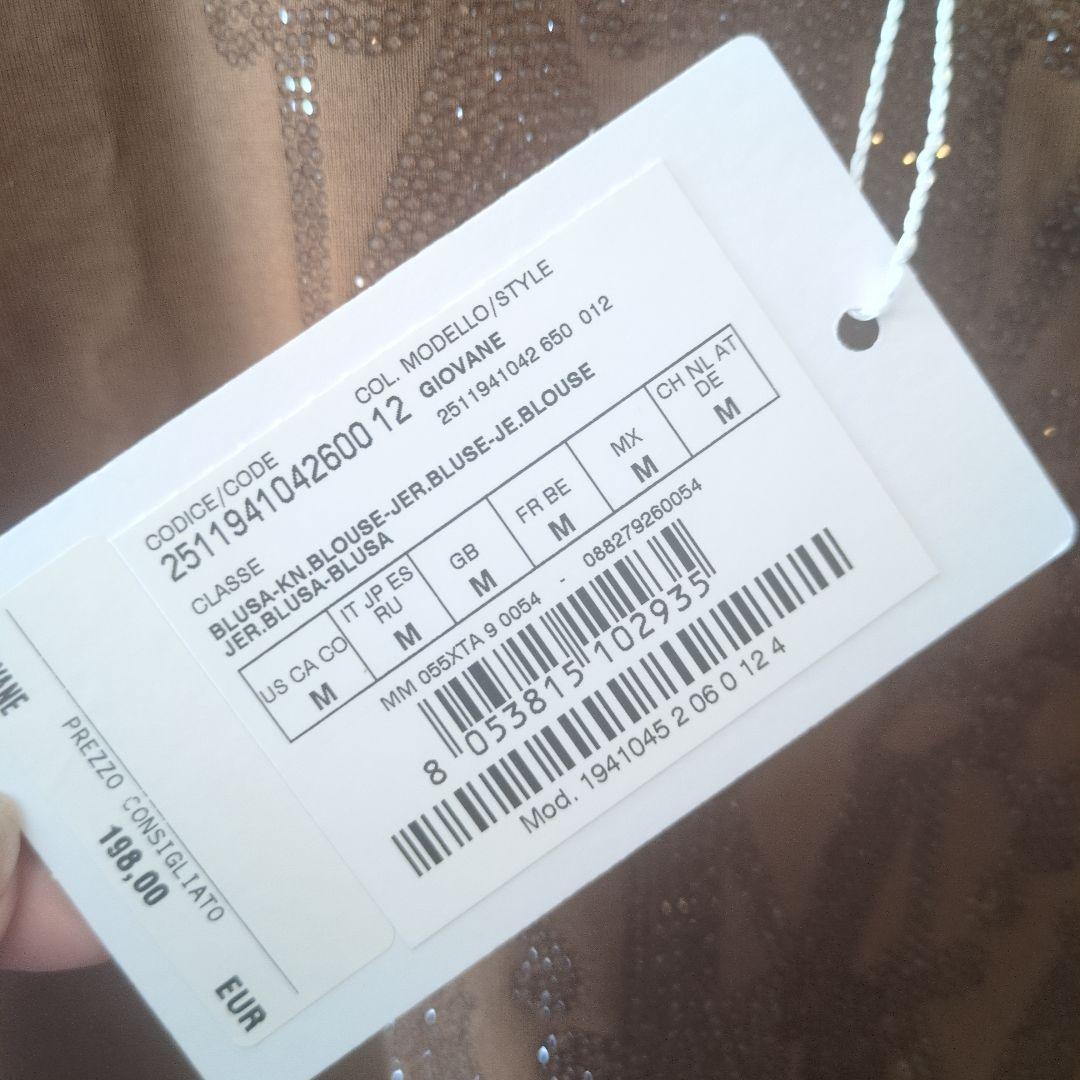 CODICE/CODE
COL. MODELLO/STYLE
2511941042600 12 GIOVANE
2511941042 650 012
CLASSE
BLUSA-KN.BLOUSE-JER.BLUSE-JE.BLOUSE
JER.BLUSA-BLUSA
US CA CO
M
IT JP ES
RU
M
GB
M
FR BE
M
MX
M
CH NL AT
DE
M
MM 055XTA 9 0054 - 088279260054
8 053815 102935
Mod. 1941045 2 06 0 12 4
PREZZO CONSIGLIATO
198,00
EUR